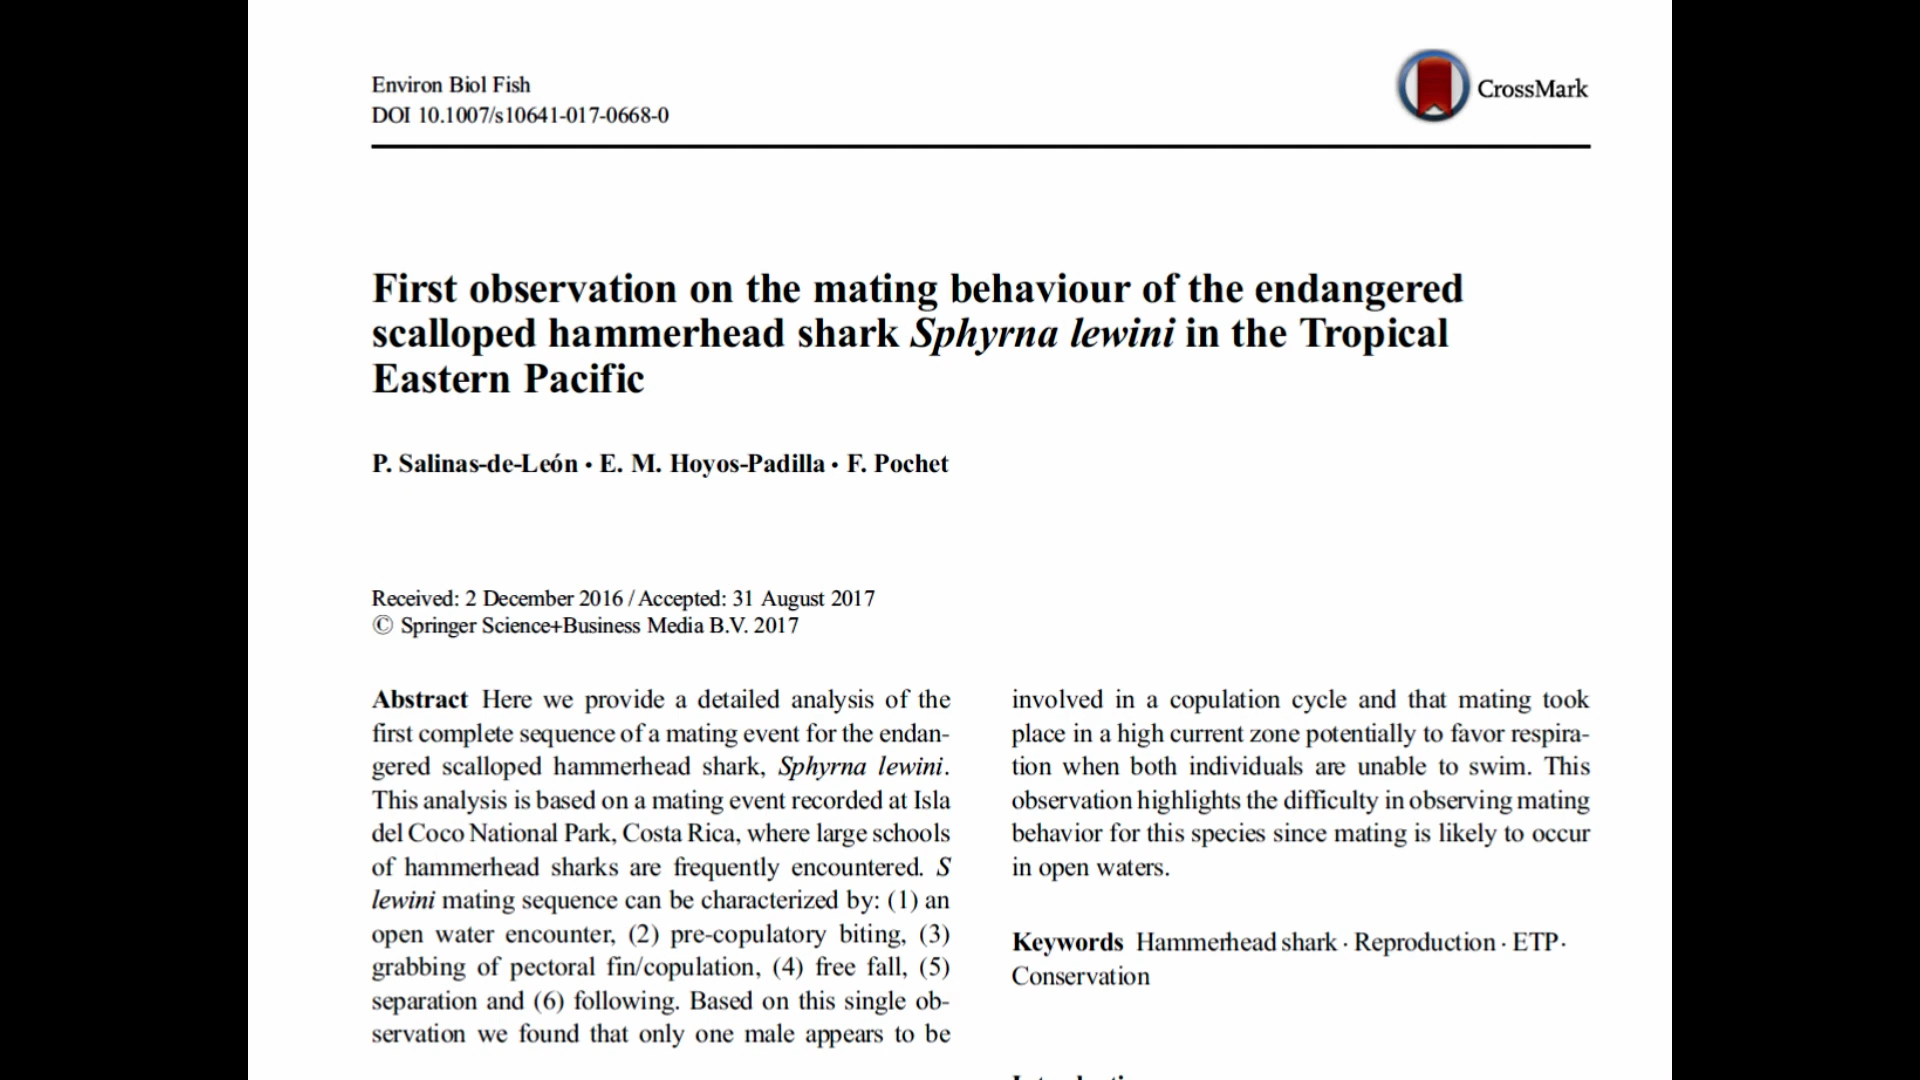 Environ Biol Fish
DOI 10.1007/s10641-017-0668-0
CrossMark
First observation on the mating behaviour of the endangered
scalloped hammerhead shark Sphyrna lewini in the Tropical
Eastern Pacific
P. Salinas-de-León · E. M. Hoyos-Padilla · F. Pochet
Received: 2 December 2016 / Accepted: 31 August 2017
© Springer Science+Business Media B.V. 2017
Abstract Here we provide a detailed analysis of the
first complete sequence of a mating event for the endan-
gered scalloped hammerhead shark, Sphyrna lewini.
This analysis is based on a mating event recorded at Isla
del Coco National Park, Costa Rica, where large schools
of hammerhead sharks are frequently encountered. S
lewini mating sequence can be characterized by: (1) an
open water encounter, (2) pre-copulatory biting, (3)
grabbing of pectoral fin/copulation, (4) free fall, (5)
separation and (6) following. Based on this single ob-
servation we found that only one male appears to be
involved in a copulation cycle and that mating took
place in a high current zone potentially to favor respira-
tion when both individuals are unable to swim. This
observation highlights the difficulty in observing mating
behavior for this species since mating is likely to occur
in open waters.
Keywords Hammerhead shark · Reproduction · ETP ·
Conservation